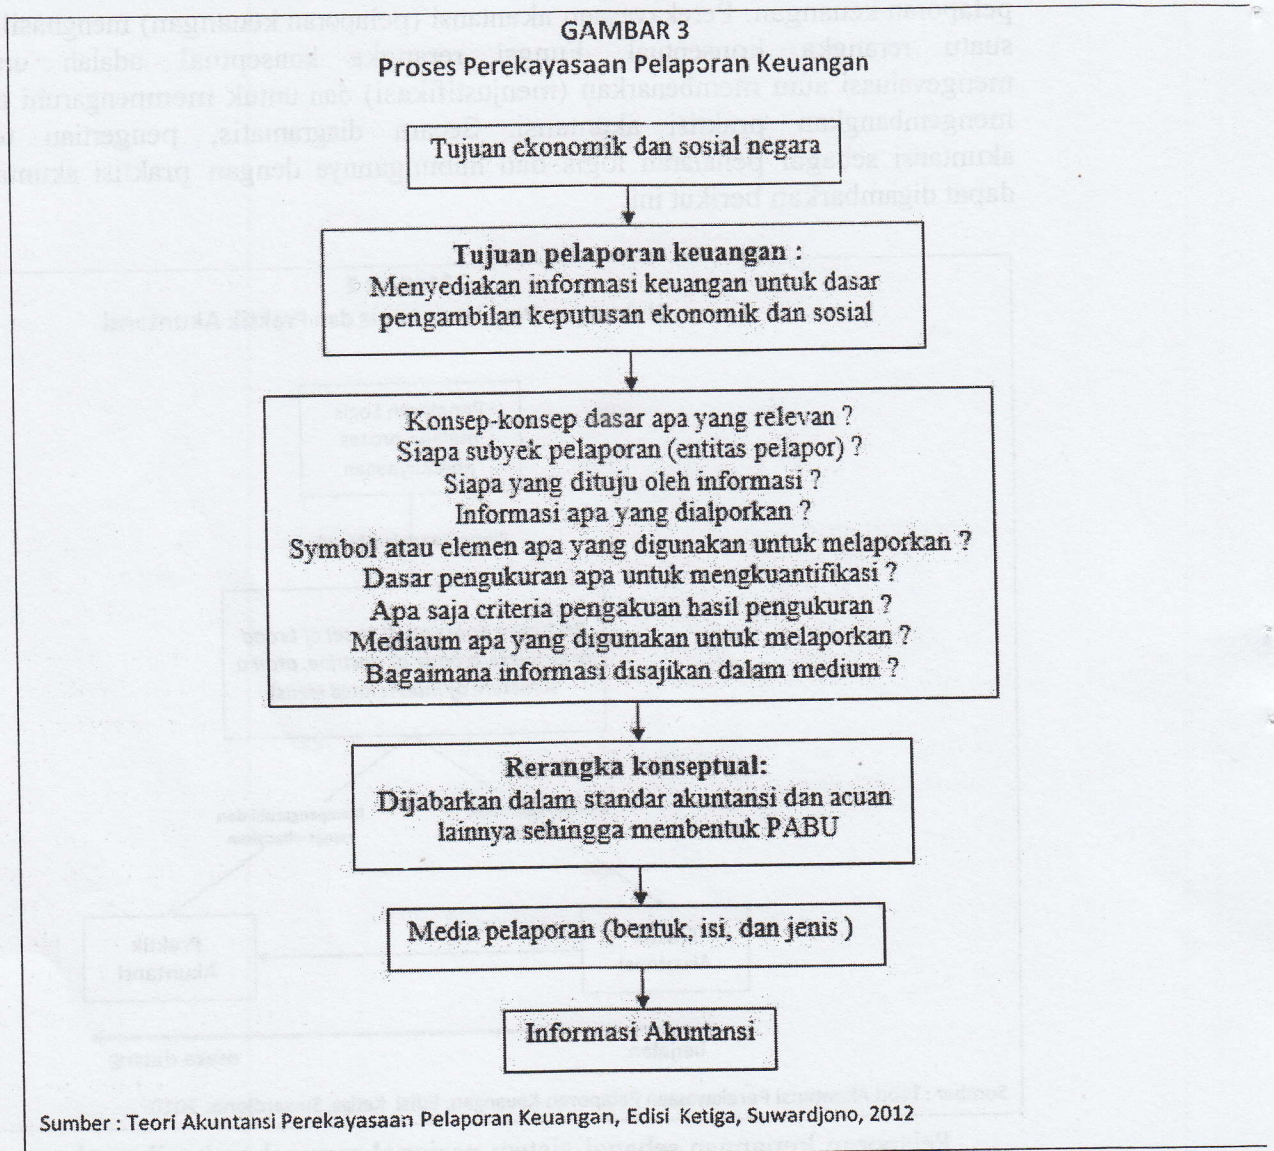 GAMBAR 3
Proses Perekayasaan Pelaporan Keuangan
Tujuan ekonomik dan sosial negara
Tujuan pelaporan keuangan :
Menyediakan informasi keuangan untuk dasar
pengambilan keputusan ekonomik dan sosial
Konsep-konsep dasar apa yang relevan ?
Siapa subyek pelaporan (entitas pelapor) ?
Siapa yang dituju oleh informasi ?
Informasi apa yang dialporkan ?
Symbol atau elemen apa yang digunakan untuk melaporkan ?
Dasar pengukuran apa untuk mengkuantifikasi ?
Apa saja criteria pengakuan hasil pengukuran ?
Mediaum apa yang digunakan untuk melaporkan ?
Bagaimana informasi disajikan dalam medium ?
Rerangka konseptual:
Dijabarkan dalam standar akuntansi dan acuan
lainnya sehingga membentuk PABU
Media pelaporan (bentuk, isi, dan jenis )
Informasi Akuntansi
Sumber : Teori Akuntansi Perekayasaan Pelaporan Keuangan, Edisi Ketiga, Suwardjono, 2012